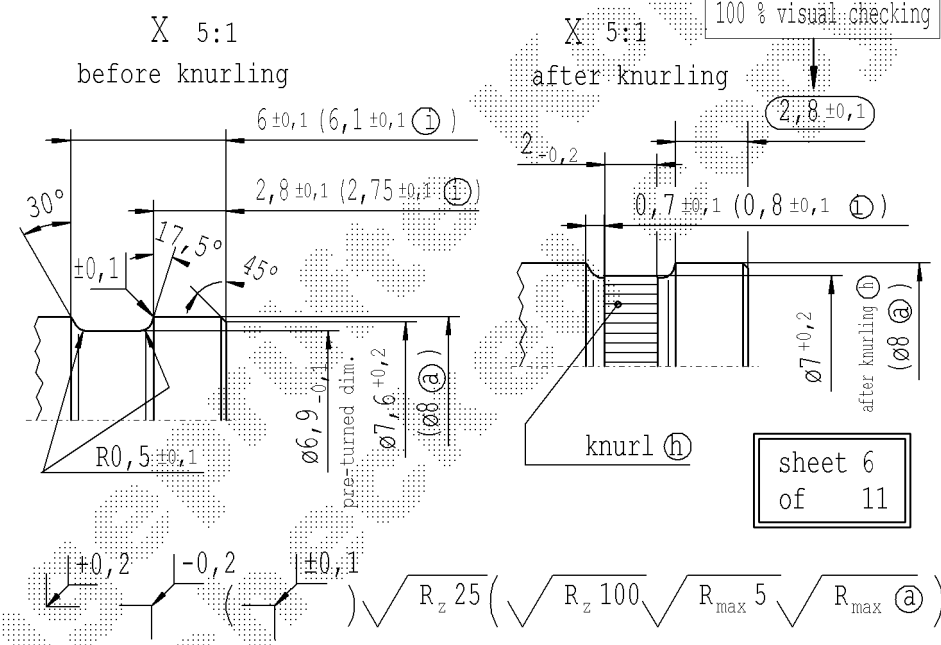 100 % visual checking
X 5:1
before knurling
X 5:1
after knurling
2,8 ±0,1
6 ±0,1 (6,1 ±0,1 ⓘ )
2 -0,2
2,8 ±0,1 (2,75 ±0,1 ⓘ)
0,7 ±0,1 (0,8 ±0,1 ⓘ )
30°
17,5°
45°
±0,1
ø6,9 -0,1
pre-turned dim.
ø7,6 +0,2
(ø8 ⓐ)
ø7 +0,2
after knurling ⓗ
(ø8 ⓐ)
R0,5 ±0,1
knurl ⓗ
sheet 6
of 11
+0,2 -0,2 ( ±0,1 ) √ Rz 25 ( √ Rz 100 √ Rmax 5 √ Rmax ⓐ )